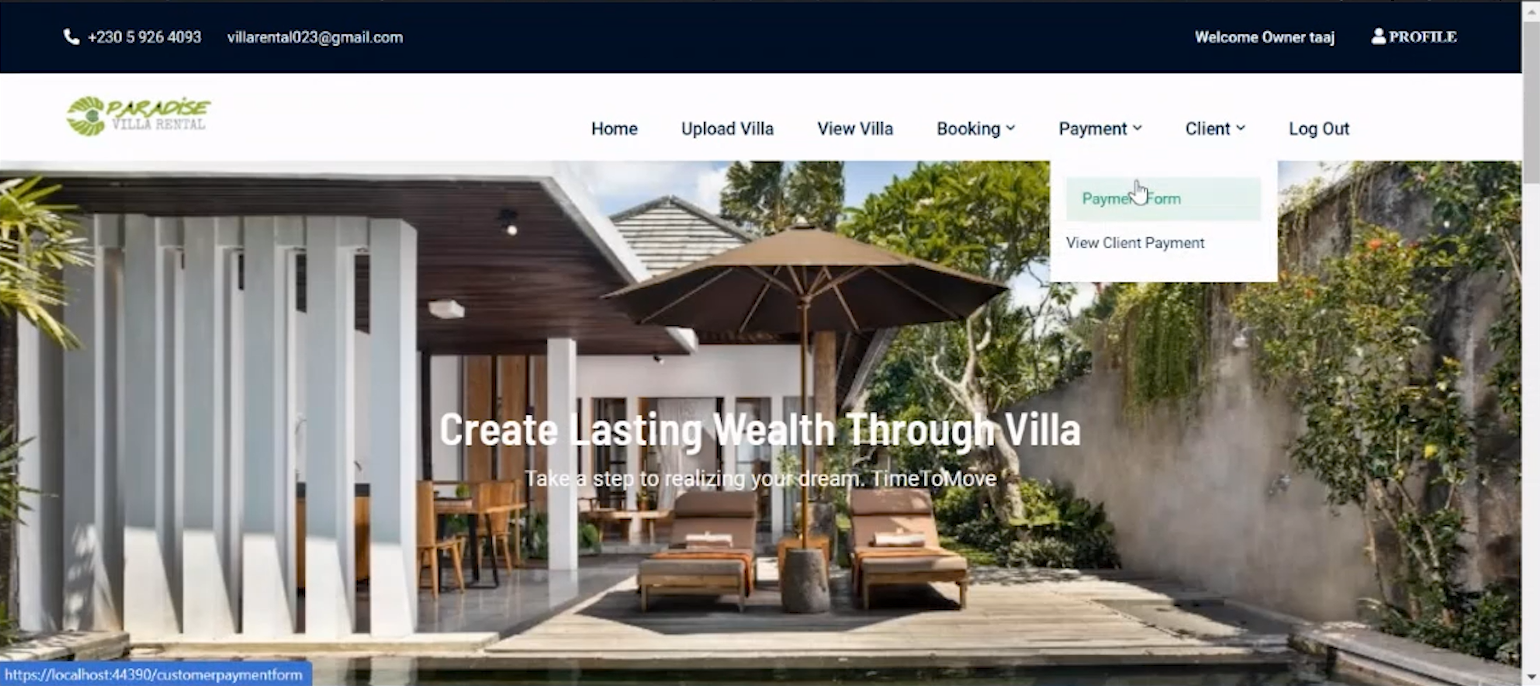 +230 5 926 4093 villarental023@gmail.com Welcome Owner taaj PROFILE
PARADISE
VILLA RENTAL
Home Upload Villa View Villa Booking Payment Client Log Out
Payment Form
View Client Payment
Create Lasting Wealth Through Villa
Take a step to realizing your dream. TimeToMove
https://localhost:44390/customerpaymentform